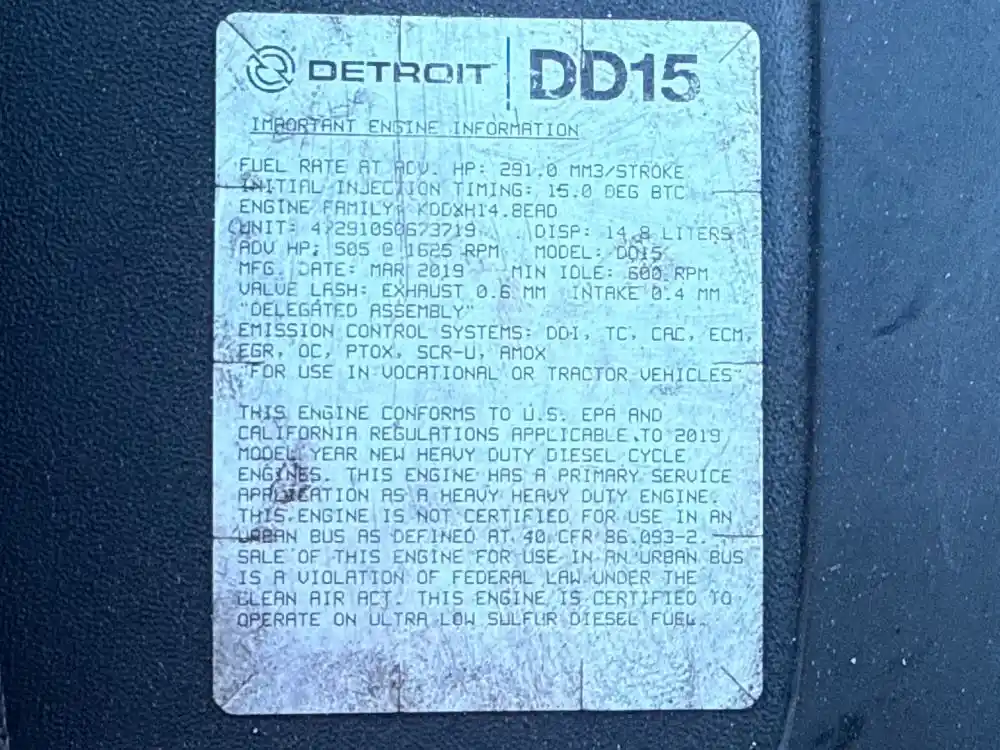 DETROIT DD15
IMPORTANT ENGINE INFORMATION
FUEL RATE AT ADV. HP: 291.0 MM3/STROKE
INITIAL INJECTION TIMING: 15.0 DEG BTC
ENGINE FAMILY: KDDXH14.8EAD
UNIT: 472910S0673719 DISP: 14.8 LITERS
ADV HP: 505 @ 1625 RPM MODEL: DD15
MFG. DATE: MAR 2019 MIN IDLE: 600 RPM
VALVE LASH: EXHAUST 0.6 MM INTAKE 0.4 MM
"DELEGATED ASSEMBLY"
EMISSION CONTROL SYSTEMS: DDI, TC, CAC, ECM,
EGR, OC, PTOX, SCR-U, AMOX
"FOR USE IN VOCATIONAL OR TRACTOR VEHICLES"
THIS ENGINE CONFORMS TO U.S. EPA AND
CALIFORNIA REGULATIONS APPLICABLE TO 2019
MODEL YEAR NEW HEAVY DUTY DIESEL CYCLE
ENGINES. THIS ENGINE HAS A PRIMARY SERVICE
APPLICATION AS A HEAVY HEAVY DUTY ENGINE.
THIS ENGINE IS NOT CERTIFIED FOR USE IN AN
URBAN BUS AS DEFINED AT 40 CFR 86.093-2.
SALE OF THIS ENGINE FOR USE IN AN URBAN BUS
IS A VIOLATION OF FEDERAL LAW UNDER THE
CLEAN AIR ACT. THIS ENGINE IS CERTIFIED TO
OPERATE ON ULTRA LOW SULFUR DIESEL FUEL.